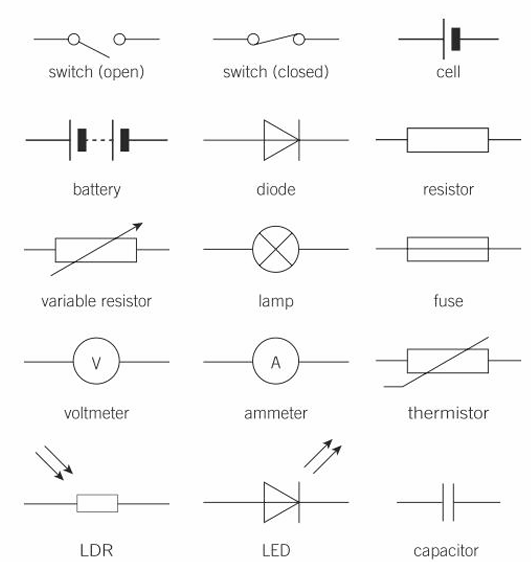 switch (open)
switch (closed)
cell
battery
diode
resistor
variable resistor
lamp
fuse
V
A
voltmeter
ammeter
thermistor
LDR
LED
capacitor